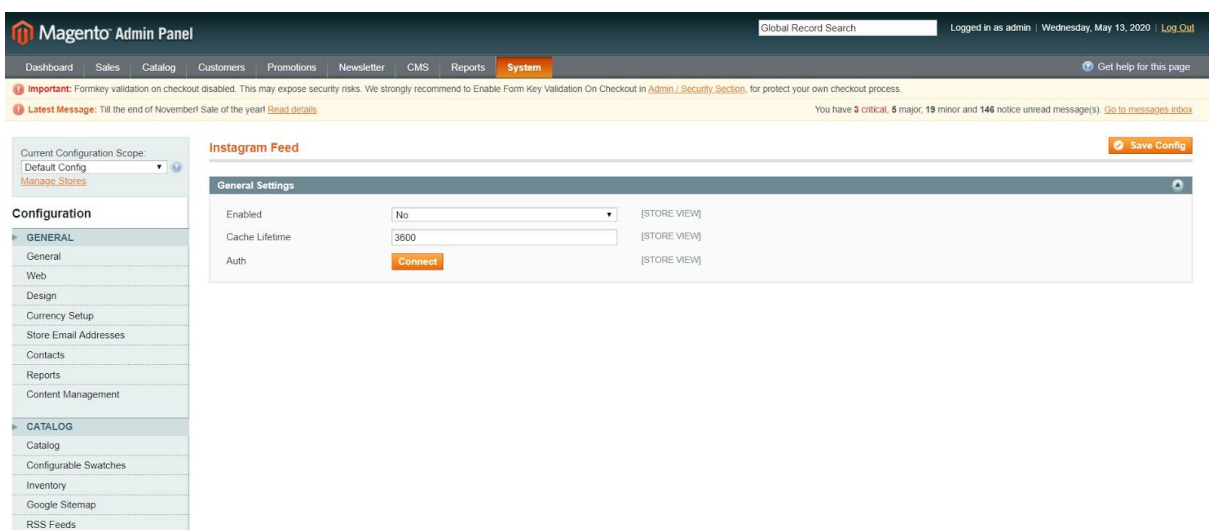 Magento Admin Panel
Global Record Search
Logged in as admin | Wednesday, May 13, 2020 | Log Out
Dashboard Sales Catalog Customers Promotions Newsletter CMS Reports System
Get help for this page
Important: Formkey validation on checkout disabled. This may expose security risks. We strongly recommend to Enable Form Key Validation On Checkout in Admin / Security Section, for protect your own checkout process.
Latest Message: Till the end of November! Sale of the year! Read details
You have 3 critical, 5 major, 19 minor and 146 notice unread message(s). Go to messages inbox
Current Configuration Scope:
Default Config
Manage Stores
Instagram Feed
Save Config
General Settings
Enabled No [STORE VIEW]
Cache Lifetime 3600 [STORE VIEW]
Auth Connect [STORE VIEW]
Configuration
GENERAL
General
Web
Design
Currency Setup
Store Email Addresses
Contacts
Reports
Content Management
CATALOG
Catalog
Configurable Swatches
Inventory
Google Sitemap
RSS Feeds